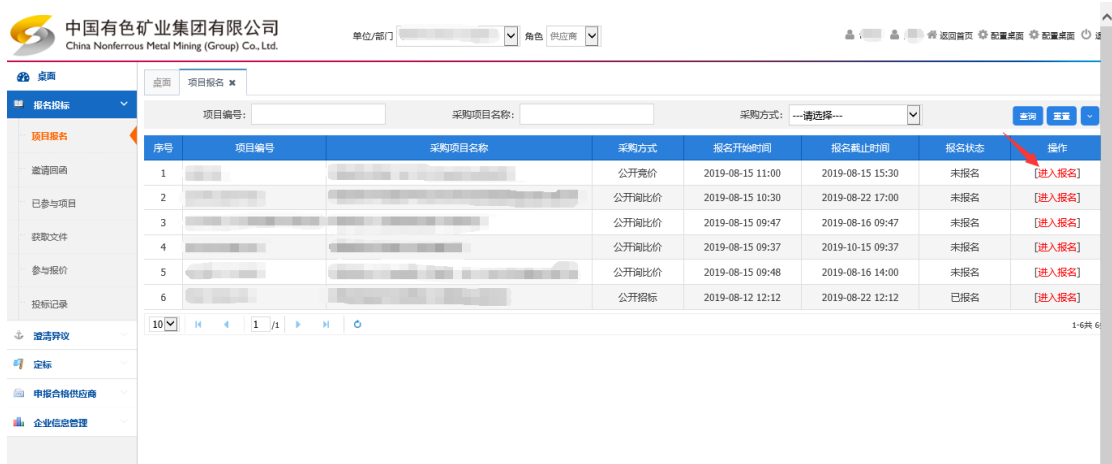 中国有色矿业集团有限公司
China Nonferrous Metal Mining (Group) Co., Ltd.
单位/部门 角色 供应商
返回首页 配置桌面 配置桌面
桌面
报名投标
项目报名
邀请回函
已参与项目
获取文件
参与报价
投标记录
澄清异议
定标
申报合格供应商
企业信息管理
桌面 项目报名 ×
项目编号: 采购项目名称: 采购方式: ---请选择--- 查询 重置
序号 项目编号 采购项目名称 采购方式 报名开始时间 报名截止时间 报名状态 操作
1 公开竞价 2019-08-15 11:00 2019-08-15 15:30 未报名 [进入报名]
2 公开询比价 2019-08-15 10:30 2019-08-22 17:00 未报名 [进入报名]
3 公开询比价 2019-08-15 09:47 2019-08-16 09:47 未报名 [进入报名]
4 公开询比价 2019-08-15 09:37 2019-10-15 09:37 未报名 [进入报名]
5 公开询比价 2019-08-15 09:48 2019-08-16 14:00 未报名 [进入报名]
6 公开招标 2019-08-12 12:12 2019-08-22 12:12 已报名 [进入报名]
10 1 /1 1-6共 6